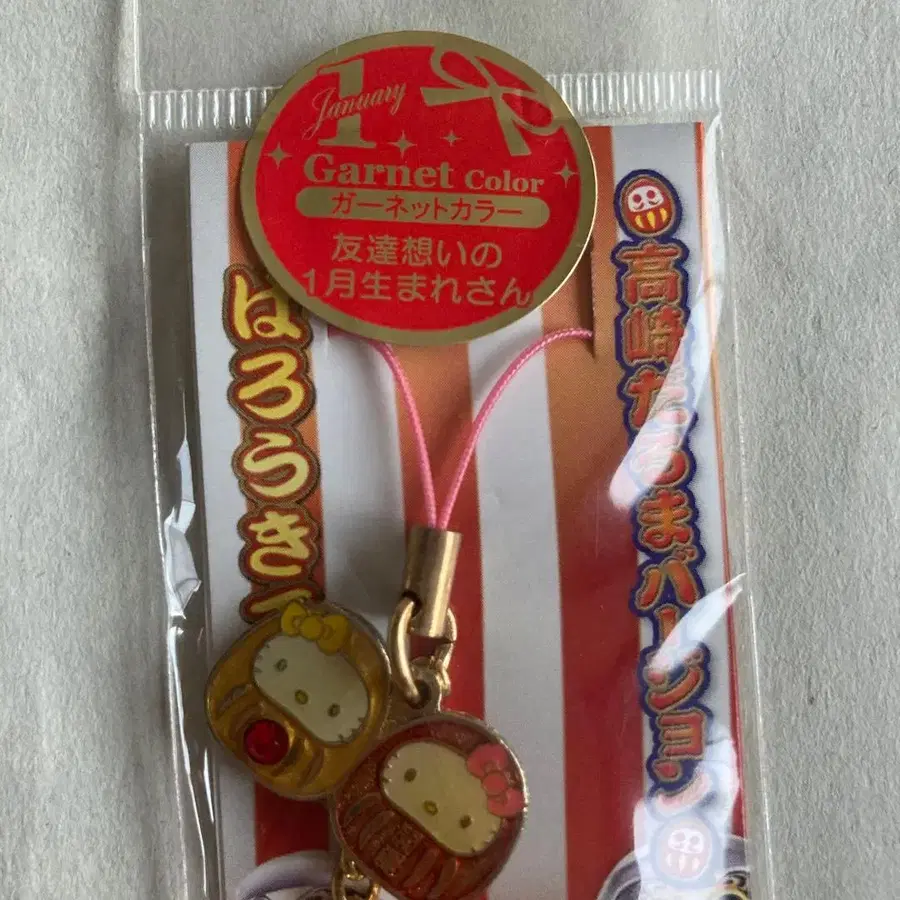 1
January
Garnet Color
ガーネットカラー
友達想いの
1月生まれさん
高崎だるまバージョン
はろうきて